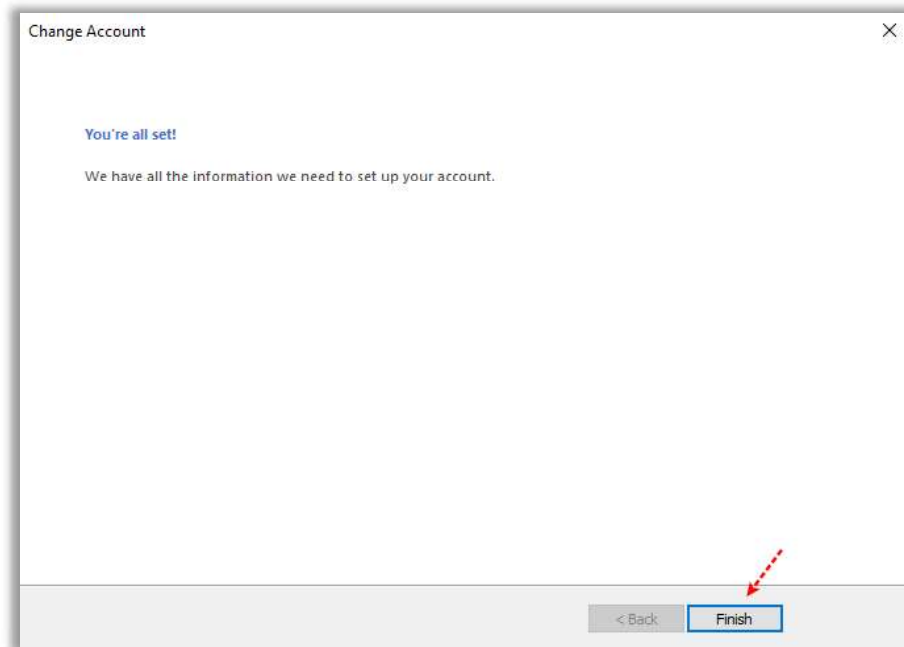 Change Account
You're all set!
We have all the information we need to set up your account.
< Back
Finish